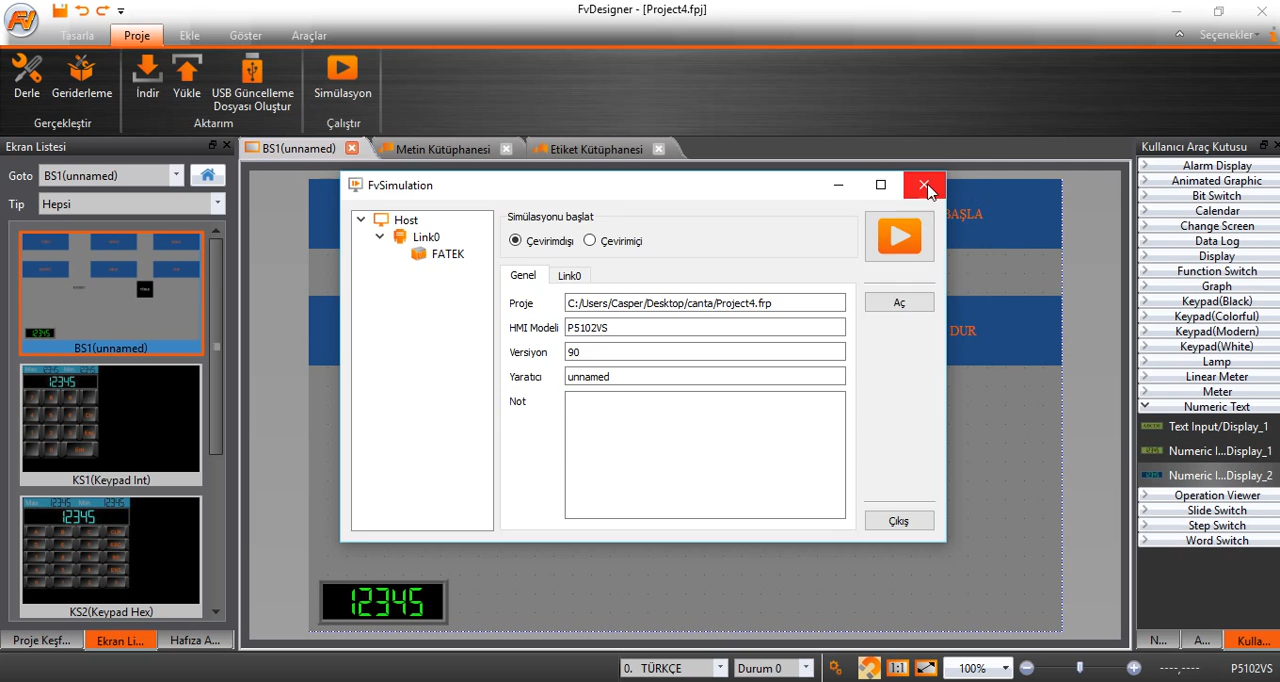 FvDesigner - [Project4.fpj]
Tasarla Proje Ekle Göster Araçlar Seçenekler
Derle Geriderleme İndir Yükle USB Güncelleme Dosyası Oluştur Simülasyon
Gerçekleştir Aktarım Çalıştır
Ekran Listesi
BS1(unnamed) Metin Kütüphanesi Etiket Kütüphanesi
Kullanıcı Araç Kutusu
Goto BS1(unnamed)
Tip Hepsi
12345
BS1(unnamed)
12345
KS1(Keypad Int)
12345
KS2(Keypad Hex)
FvSimulation
Host
Link0
FATEK
Simülasyonu başlat
Çevirimdışı Çevirimiçi
Genel Link0
Proje C:/Users/Casper/Desktop/canta/Project4.frp
HMI Modeli P5102VS
Versiyon 90
Yaratıcı unnamed
Not
Aç
Çıkış
BAŞLA
DUR
12345
Alarm Display
Animated Graphic
Bit Switch
Calendar
Change Screen
Data Log
Display
Function Switch
Graph
Keypad(Black)
Keypad(Colorful)
Keypad(Modern)
Keypad(White)
Lamp
Linear Meter
Meter
Numeric Text
Text Input/Display_1
Numeric I...Display_1
Numeric I...Display_2
Operation Viewer
Slide Switch
Step Switch
Word Switch
Proje Keşf... Ekran Li... Hafıza A...
N... A... Kulla...
0. TÜRKÇE Durum 0 1:1 100% ----,---- P5102VS